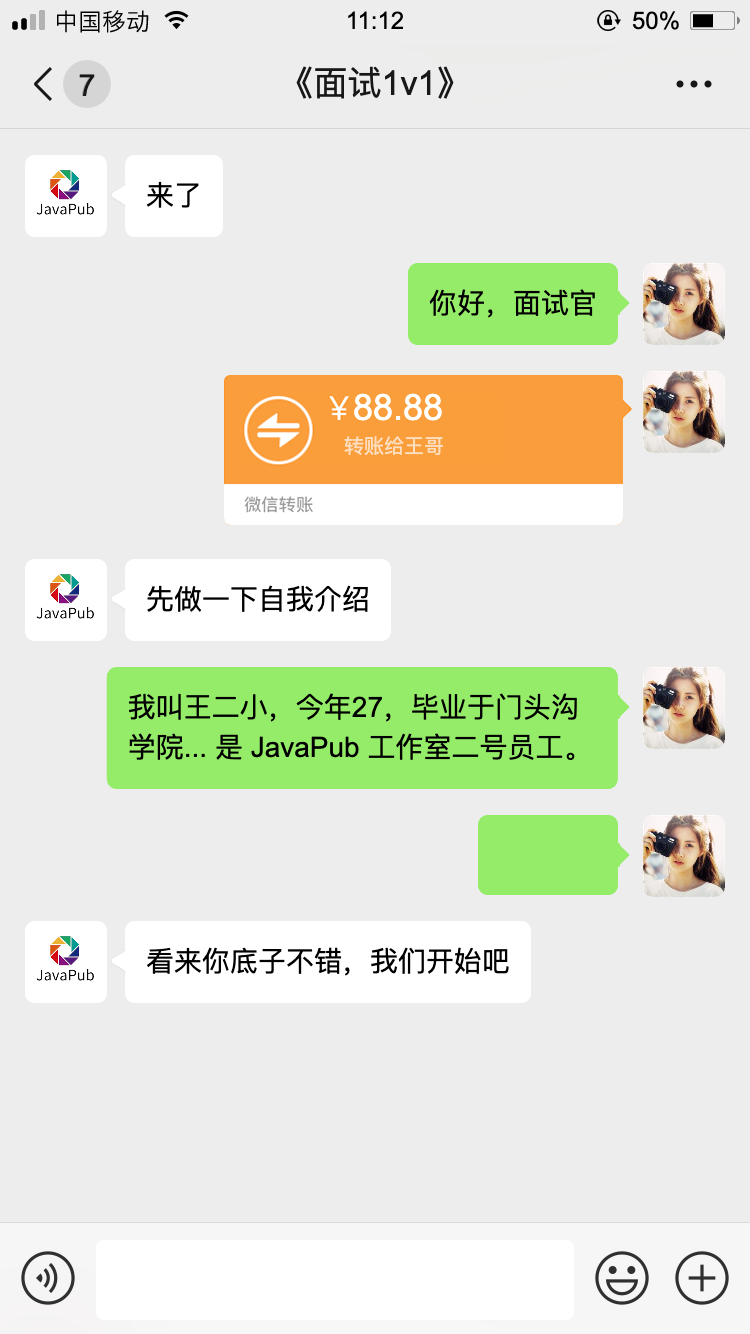 中国移动
11:12
50%
7
《面试1v1》
JavaPub
来了
你好，面试官
￥88.88
转账给王哥
微信转账
JavaPub
先做一下自我介绍
我叫王二小，今年27，毕业于门头沟
学院... 是 JavaPub 工作室二号员工。
JavaPub
看来你底子不错，我们开始吧